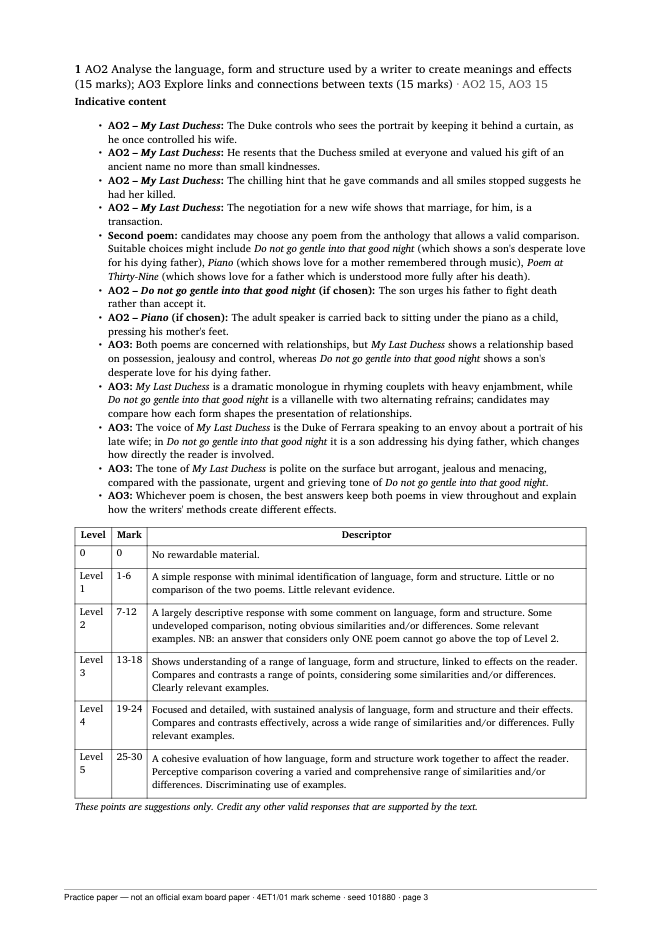 1 AO2 Analyse the language, form and structure used by a writer to create meanings and effects
(15 marks); AO3 Explore links and connections between texts (15 marks) · AO2 15, AO3 15
Indicative content
• AO2 – My Last Duchess: The Duke controls who sees the portrait by keeping it behind a curtain, as
he once controlled his wife.
• AO2 – My Last Duchess: He resents that the Duchess smiled at everyone and valued his gift of an
ancient name no more than small kindnesses.
• AO2 – My Last Duchess: The chilling hint that he gave commands and all smiles stopped suggests he
had her killed.
• AO2 – My Last Duchess: The negotiation for a new wife shows that marriage, for him, is a
transaction.
• Second poem: candidates may choose any poem from the anthology that allows a valid comparison.
Suitable choices might include Do not go gentle into that good night (which shows a son's desperate love
for his dying father), Piano (which shows love for a mother remembered through music), Poem at
Thirty-Nine (which shows love for a father which is understood more fully after his death).
• AO2 – Do not go gentle into that good night (if chosen): The son urges his father to fight death
rather than accept it.
• AO2 – Piano (if chosen): The adult speaker is carried back to sitting under the piano as a child,
pressing his mother's feet.
• AO3: Both poems are concerned with relationships, but My Last Duchess shows a relationship based
on possession, jealousy and control, whereas Do not go gentle into that good night shows a son's
desperate love for his dying father.
• AO3: My Last Duchess is a dramatic monologue in rhyming couplets with heavy enjambment, while
Do not go gentle into that good night is a villanelle with two alternating refrains; candidates may
compare how each form shapes the presentation of relationships.
• AO3: The voice of My Last Duchess is the Duke of Ferrara speaking to an envoy about a portrait of his
late wife; in Do not go gentle into that good night it is a son addressing his dying father, which changes
how directly the reader is involved.
• AO3: The tone of My Last Duchess is polite on the surface but arrogant, jealous and menacing,
compared with the passionate, urgent and grieving tone of Do not go gentle into that good night.
• AO3: Whichever poem is chosen, the best answers keep both poems in view throughout and explain
how the writers' methods create different effects.
Level Mark Descriptor
0 0 No rewardable material.
Level 1-6 A simple response with minimal identification of language, form and structure. Little or no
1 comparison of the two poems. Little relevant evidence.
Level 7-12 A largely descriptive response with some comment on language, form and structure. Some
2 undeveloped comparison, noting obvious similarities and/or differences. Some relevant
examples. NB: an answer that considers only ONE poem cannot go above the top of Level 2.
Level 13-18 Shows understanding of a range of language, form and structure, linked to effects on the reader.
3 Compares and contrasts a range of points, considering some similarities and/or differences.
Clearly relevant examples.
Level 19-24 Focused and detailed, with sustained analysis of language, form and structure and their effects.
4 Compares and contrasts effectively, across a wide range of similarities and/or differences. Fully
relevant examples.
Level 25-30 A cohesive evaluation of how language, form and structure work together to affect the reader.
5 Perceptive comparison covering a varied and comprehensive range of similarities and/or
differences. Discriminating use of examples.
These points are suggestions only. Credit any other valid responses that are supported by the text.
Practice paper — not an official exam board paper · 4ET1/01 mark scheme · seed 101880 · page 3